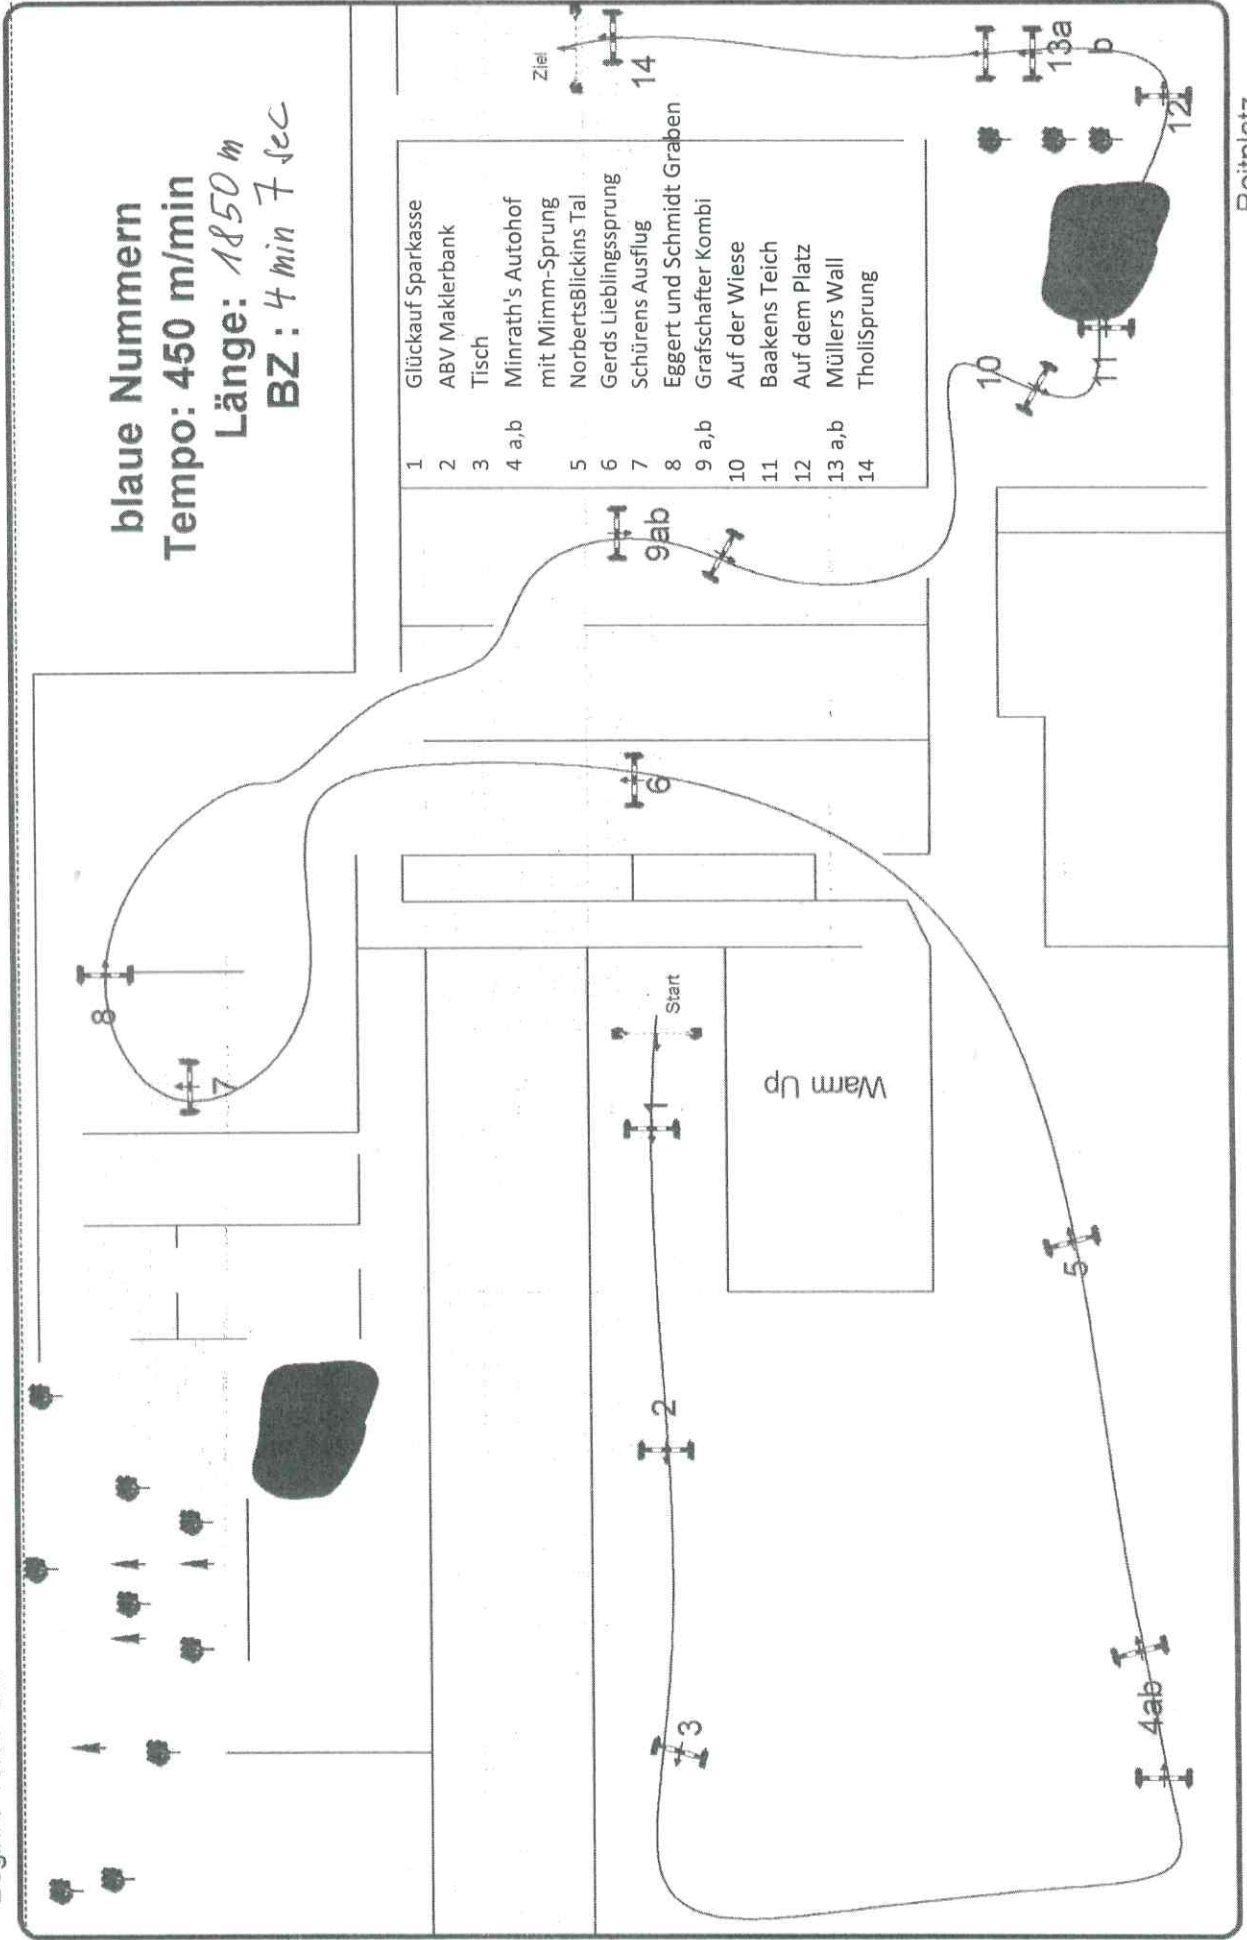 blaue Nummern
Tempo: 450 m/min
Länge: 1850 m
BZ : 4 min 7 sec
1 Glückauf Sparkasse
2 ABV Maklerbank
3 Tisch
4 a,b Minrath's Autohof
mit Mimm-Sprung
5 NorbertsBlickins Tal
6 Gerds Lieblingssprung
7 Schürens Ausflug
8 Eggert und Schmidt Graben
9 a,b Grafschafter Kombi
10 Auf der Wiese
11 Baakens Teich
12 Auf dem Platz
13 a,b Müllers Wall
14 TholiSprung
Ziel
14
13a
b
12
11
10
9ab
8
7
6
5
4ab
3
2
1
Start
Warm Up
Reitplatz